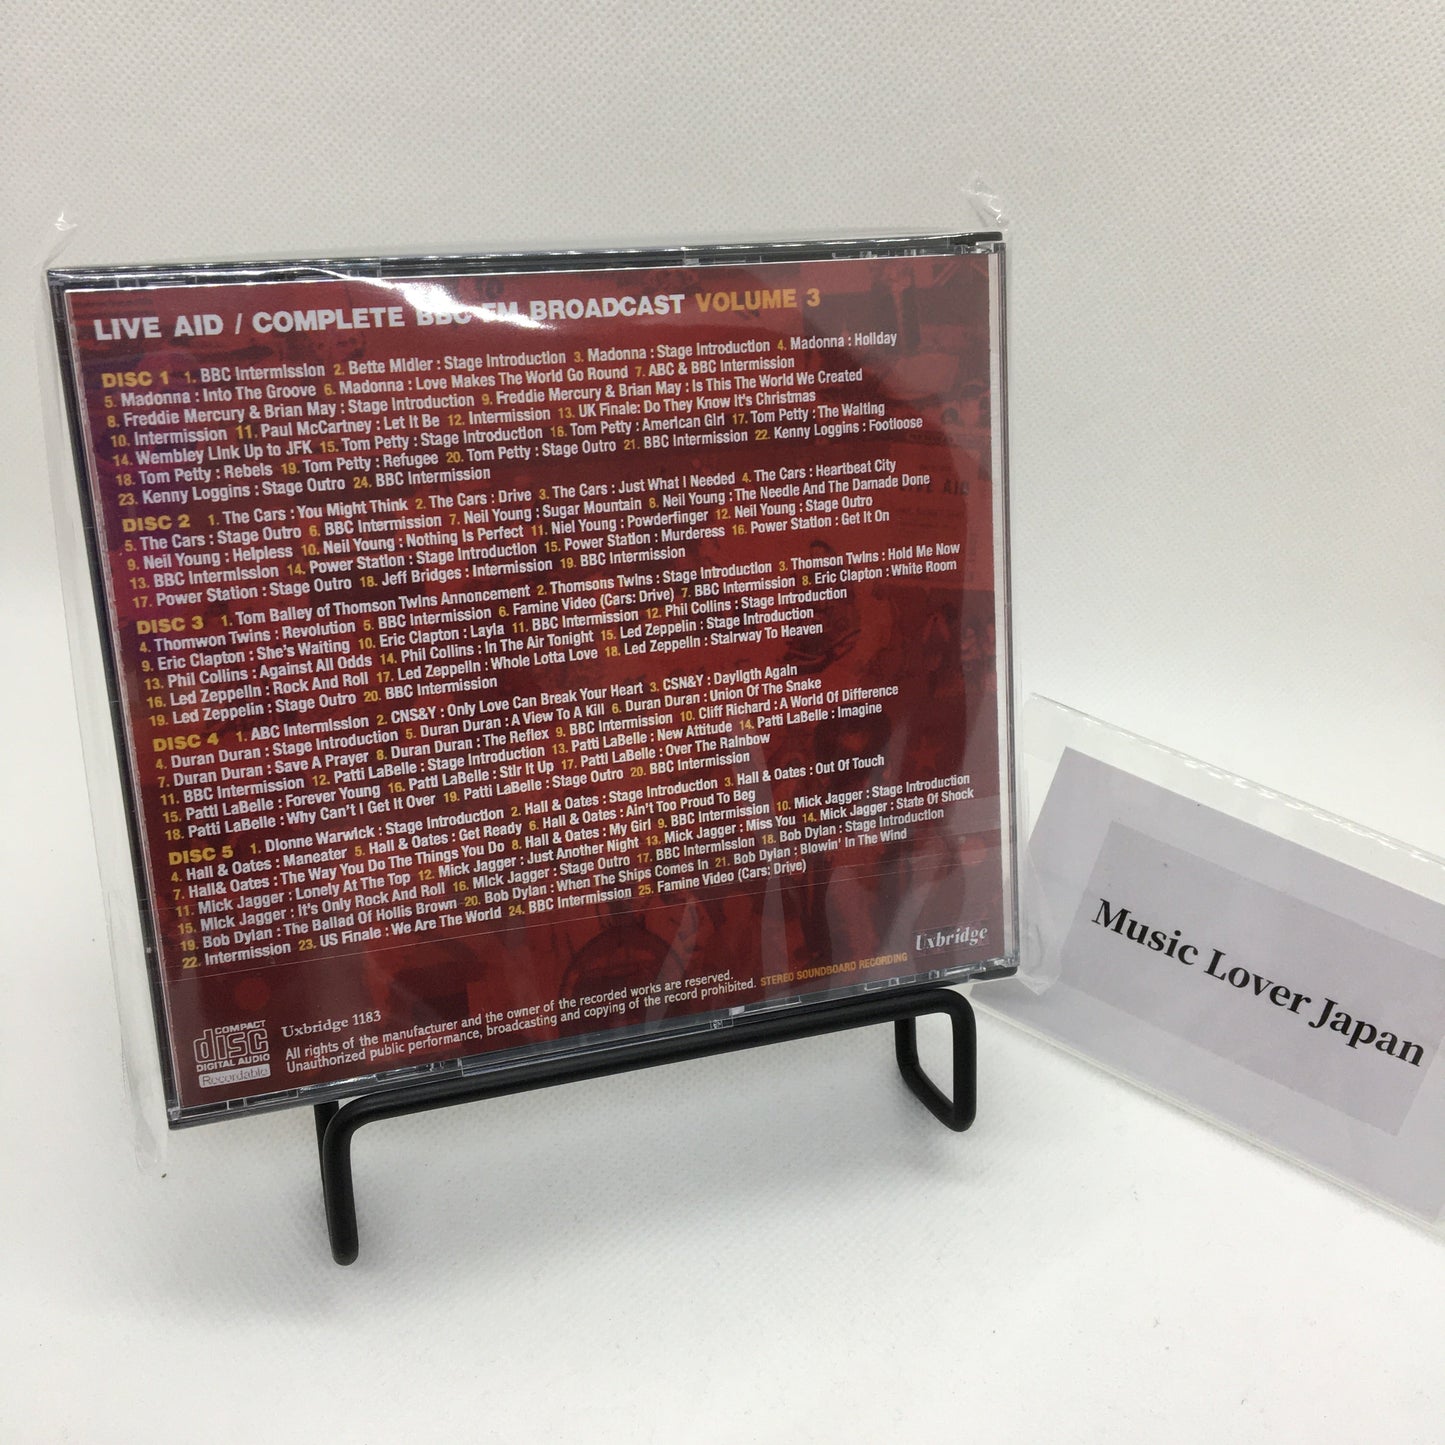 LIVE AID / COMPLETE BBC FM BROADCAST VOLUME 3
DISC 1 1. BBC Intermission 2. Bette Midler : Stage Introduction 3. Madonna : Stage Introduction 4. Madonna : Holiday
5. Madonna : Into The Groove 6. Madonna : Love Makes The World Go Round 7. ABC & BBC Intermission
8. Freddie Mercury & Brian May : Stage Introduction 9. Freddie Mercury & Brian May : Is This The World We Created
10. Intermission 11. Paul McCartney : Let It Be 12. Intermission 13. UK Finale: Do They Know It's Christmas
14. Wembley Link Up to JFK 15. Tom Petty : Stage Introduction 16. Tom Petty : American Girl 17. Tom Petty : The Waiting
18. Tom Petty : Rebels 19. Tom Petty : Refugee 20. Tom Petty : Stage Outro 21. BBC Intermission 22. Kenny Loggins : Footloose
23. Kenny Loggins : Stage Outro 24. BBC Intermission
DISC 2 1. The Cars : You Might Think 2. The Cars : Drive 3. The Cars : Just What I Needed 4. The Cars : Heartbeat City
5. The Cars : Stage Outro 6. BBC Intermission 7. Neil Young : Sugar Mountain 8. Neil Young : The Needle And The Damade Done
9. Neil Young : Helpless 10. Neil Young : Nothing Is Perfect 11. Niel Young : Powderfinger 12. Neil Young : Stage Outro
13. BBC Intermission 14. Power Station : Stage Introduction 15. Power Station : Murderess 16. Power Station : Get It On
17. Power Station : Stage Outro 18. Jeff Bridges : Intermission 19. BBC Intermission
DISC 3 1. Tom Bailey of Thomson Twins Annoncement 2. Thomsons Twins : Stage Introduction 3. Thomson Twins : Hold Me Now
4. Thomwon Twins : Revolution 5. BBC Intermission 6. Famine Video (Cars: Drive) 7. BBC Intermission 8. Eric Clapton : White Room
9. Eric Clapton : She's Waiting 10. Eric Clapton : Layla 11. BBC Intermission 12. Phil Collins : Stage Introduction
13. Phil Collins : Against All Odds 14. Phil Collins : In The Air Tonight 15. Led Zeppelin : Stage Introduction
16. Led Zeppelin : Rock And Roll 17. Led Zeppelin : Whole Lotta Love 18. Led Zeppelin : Stairway To Heaven
19. Led Zeppelin : Stage Outro 20. BBC Intermission
DISC 4 1. ABC Intermission 2. CNS&Y : Only Love Can Break Your Heart 3. CSN&Y : Dayligth Again
4. Duran Duran : Stage Introduction 5. Duran Duran : A View To A Kill 6. Duran Duran : Union Of The Snake
7. Duran Duran : Save A Prayer 8. Duran Duran : The Reflex 9. BBC Intermission 10. Cliff Richard : A World Of Difference
11. BBC Intermission 12. Patti LaBelle : Stage Introduction 13. Patti LaBelle : New Attitude 14. Patti LaBelle : Imagine
15. Patti LaBelle : Forever Young 16. Patti LaBelle : Stir It Up 17. Patti LaBelle : Over The Rainbow
18. Patti LaBelle : Why Can't I Get It Over 19. Patti LaBelle : Stage Outro 20. BBC Intermission
DISC 5 1. Dionne Warwick : Stage Introduction 2. Hall & Oates : Stage Introduction 3. Hall & Oates : Out Of Touch
4. Hall & Oates : Maneater 5. Hall & Oates : Get Ready 6. Hall & Oates : Ain't Too Proud To Beg
7. Hall& Oates : The Way You Do The Things You Do 8. Hall & Oates : My Girl 9. BBC Intermission 10. Mick Jagger : Stage Introduction
11. Mick Jagger : Lonely At The Top 12. Mick Jagger : Just Another Night 13. Mick Jagger : Miss You 14. Mick Jagger : State Of Shock
15. Mick Jagger : It's Only Rock And Roll 16. Mick Jagger : Stage Outro 17. BBC Intermission 18. Bob Dylan : Stage Introduction
19. Bob Dylan : The Ballad Of Hollis Brown 20. Bob Dylan : When The Ships Comes In 21. Bob Dylan : Blowin' In The Wind
22. Intermission 23. US Finale : We Are The World 24. BBC Intermission 25. Famine Video (Cars: Drive)
Uxbridge
COMPACT
disc
DIGITAL AUDIO
Recordable
Uxbridge 1183
All rights of the manufacturer and the owner of the recorded works are reserved.
Unauthorized public performance, broadcasting and copying of the record prohibited. STEREO SOUNDBOARD RECORDING
Music Lover Japan